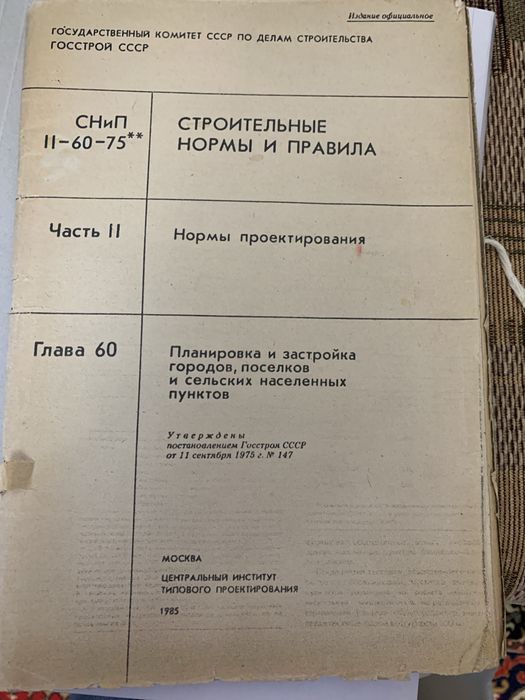 Издание официальное
ГОСУДАРСТВЕННЫЙ КОМИТЕТ СССР ПО ДЕЛАМ СТРОИТЕЛЬСТВА
ГОССТРОЙ СССР
СНиП
II-60-75**
СТРОИТЕЛЬНЫЕ
НОРМЫ И ПРАВИЛА
Часть II
Нормы проектирования
Глава 60
Планировка и застройка
городов, поселков
и сельских населенных
пунктов
Утверждены
постановлением Госстроя СССР
от 11 сентября 1975 г. № 147
МОСКВА
ЦЕНТРАЛЬНЫЙ ИНСТИТУТ
ТИПОВОГО ПРОЕКТИРОВАНИЯ
1985